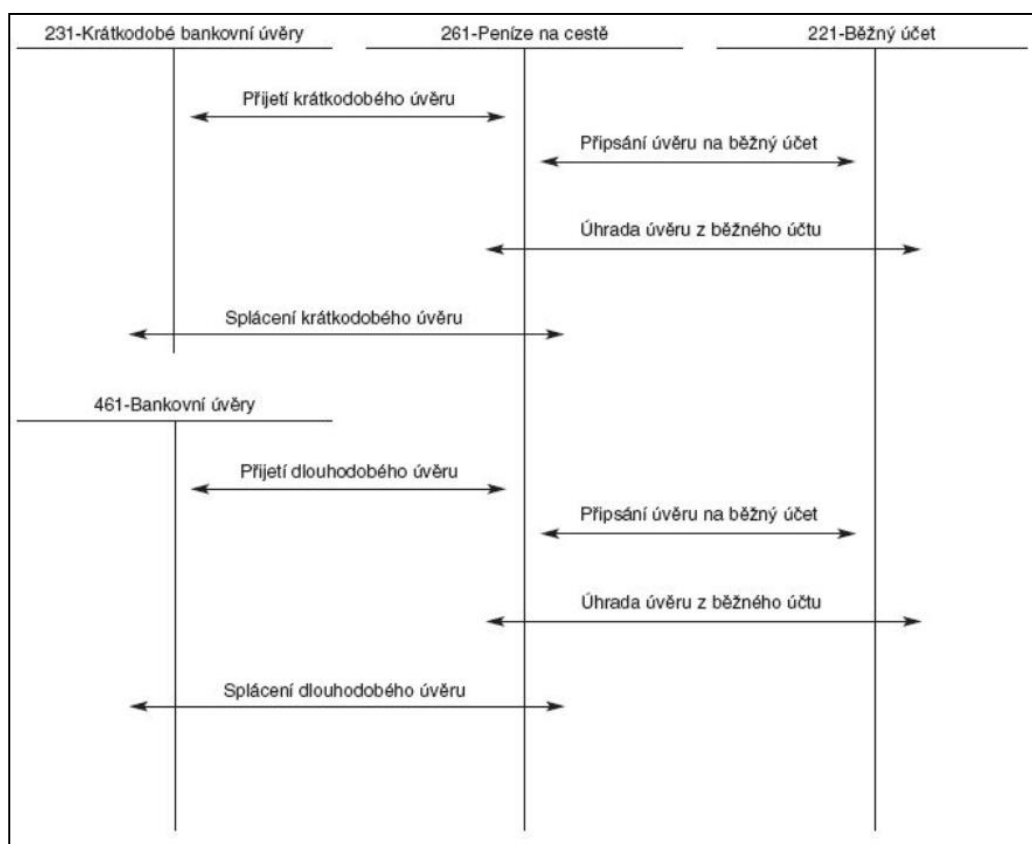 231-Krátkodobé bankovní úvěry
261-Peníze na cestě
221-Běžný účet
Přijetí krátkodobého úvěru
Připsání úvěru na běžný účet
Úhrada úvěru z běžného účtu
Splácení krátkodobého úvěru
461-Bankovní úvěry
Přijetí dlouhodobého úvěru
Připsání úvěru na běžný účet
Úhrada úvěru z běžného účtu
Splácení dlouhodobého úvěru